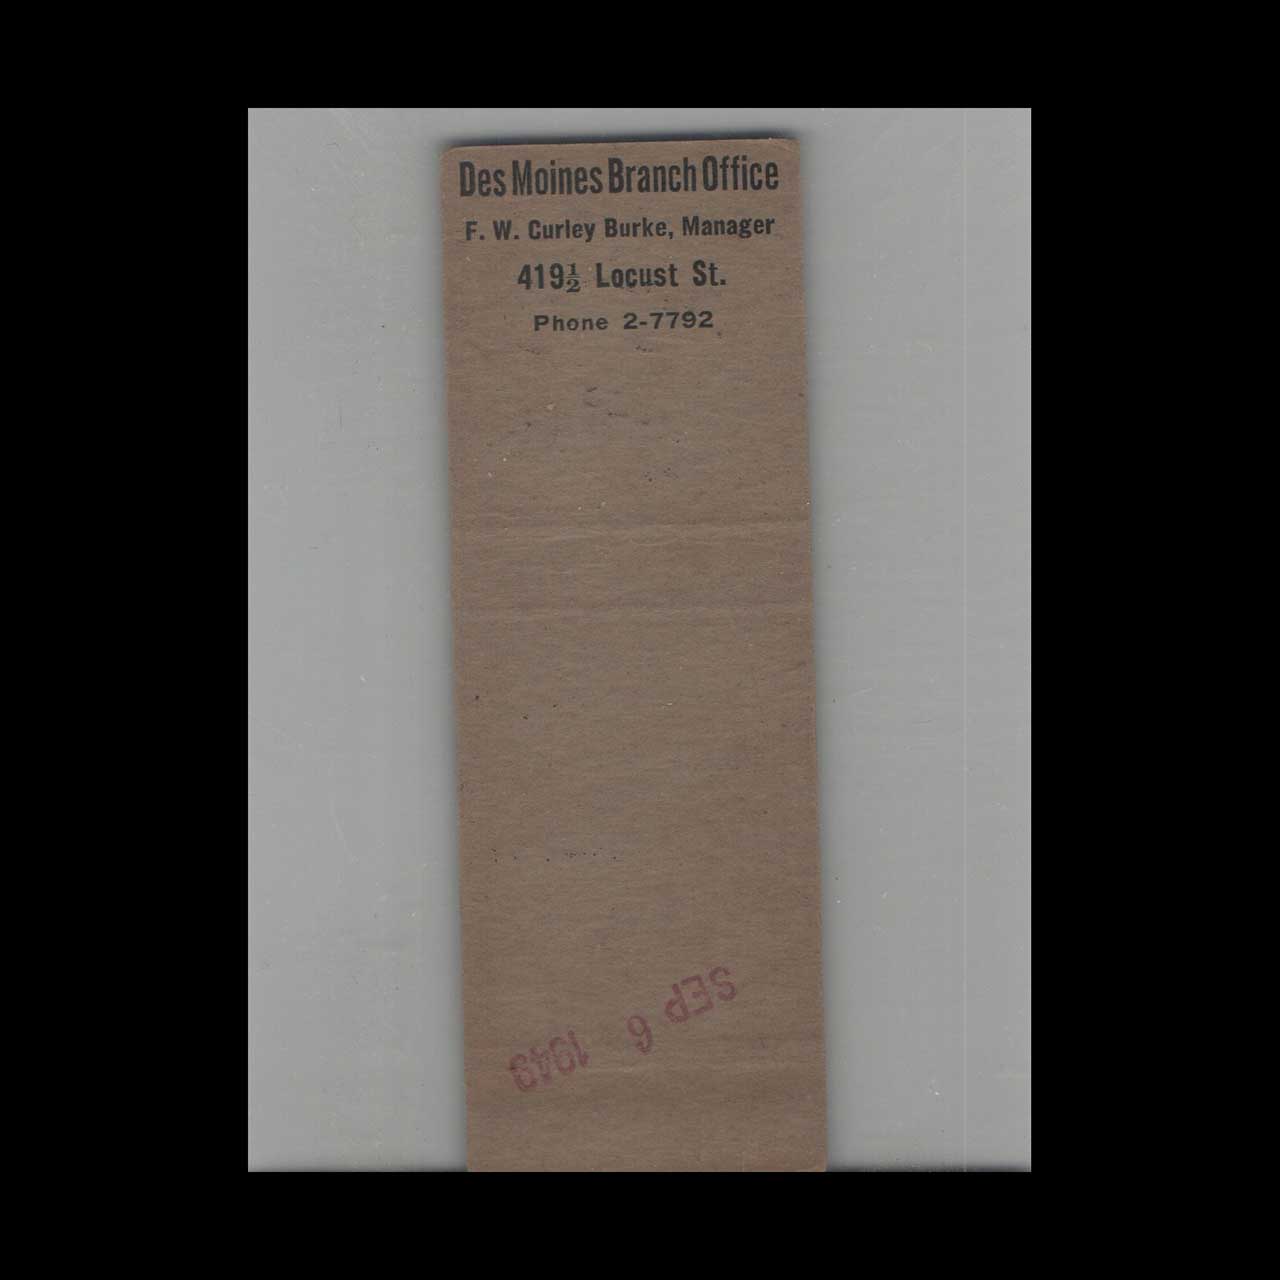 Des Moines Branch Office
F. W. Curley Burke, Manager
419½ Locust St.
Phone 2-7792
SEP 6 1949